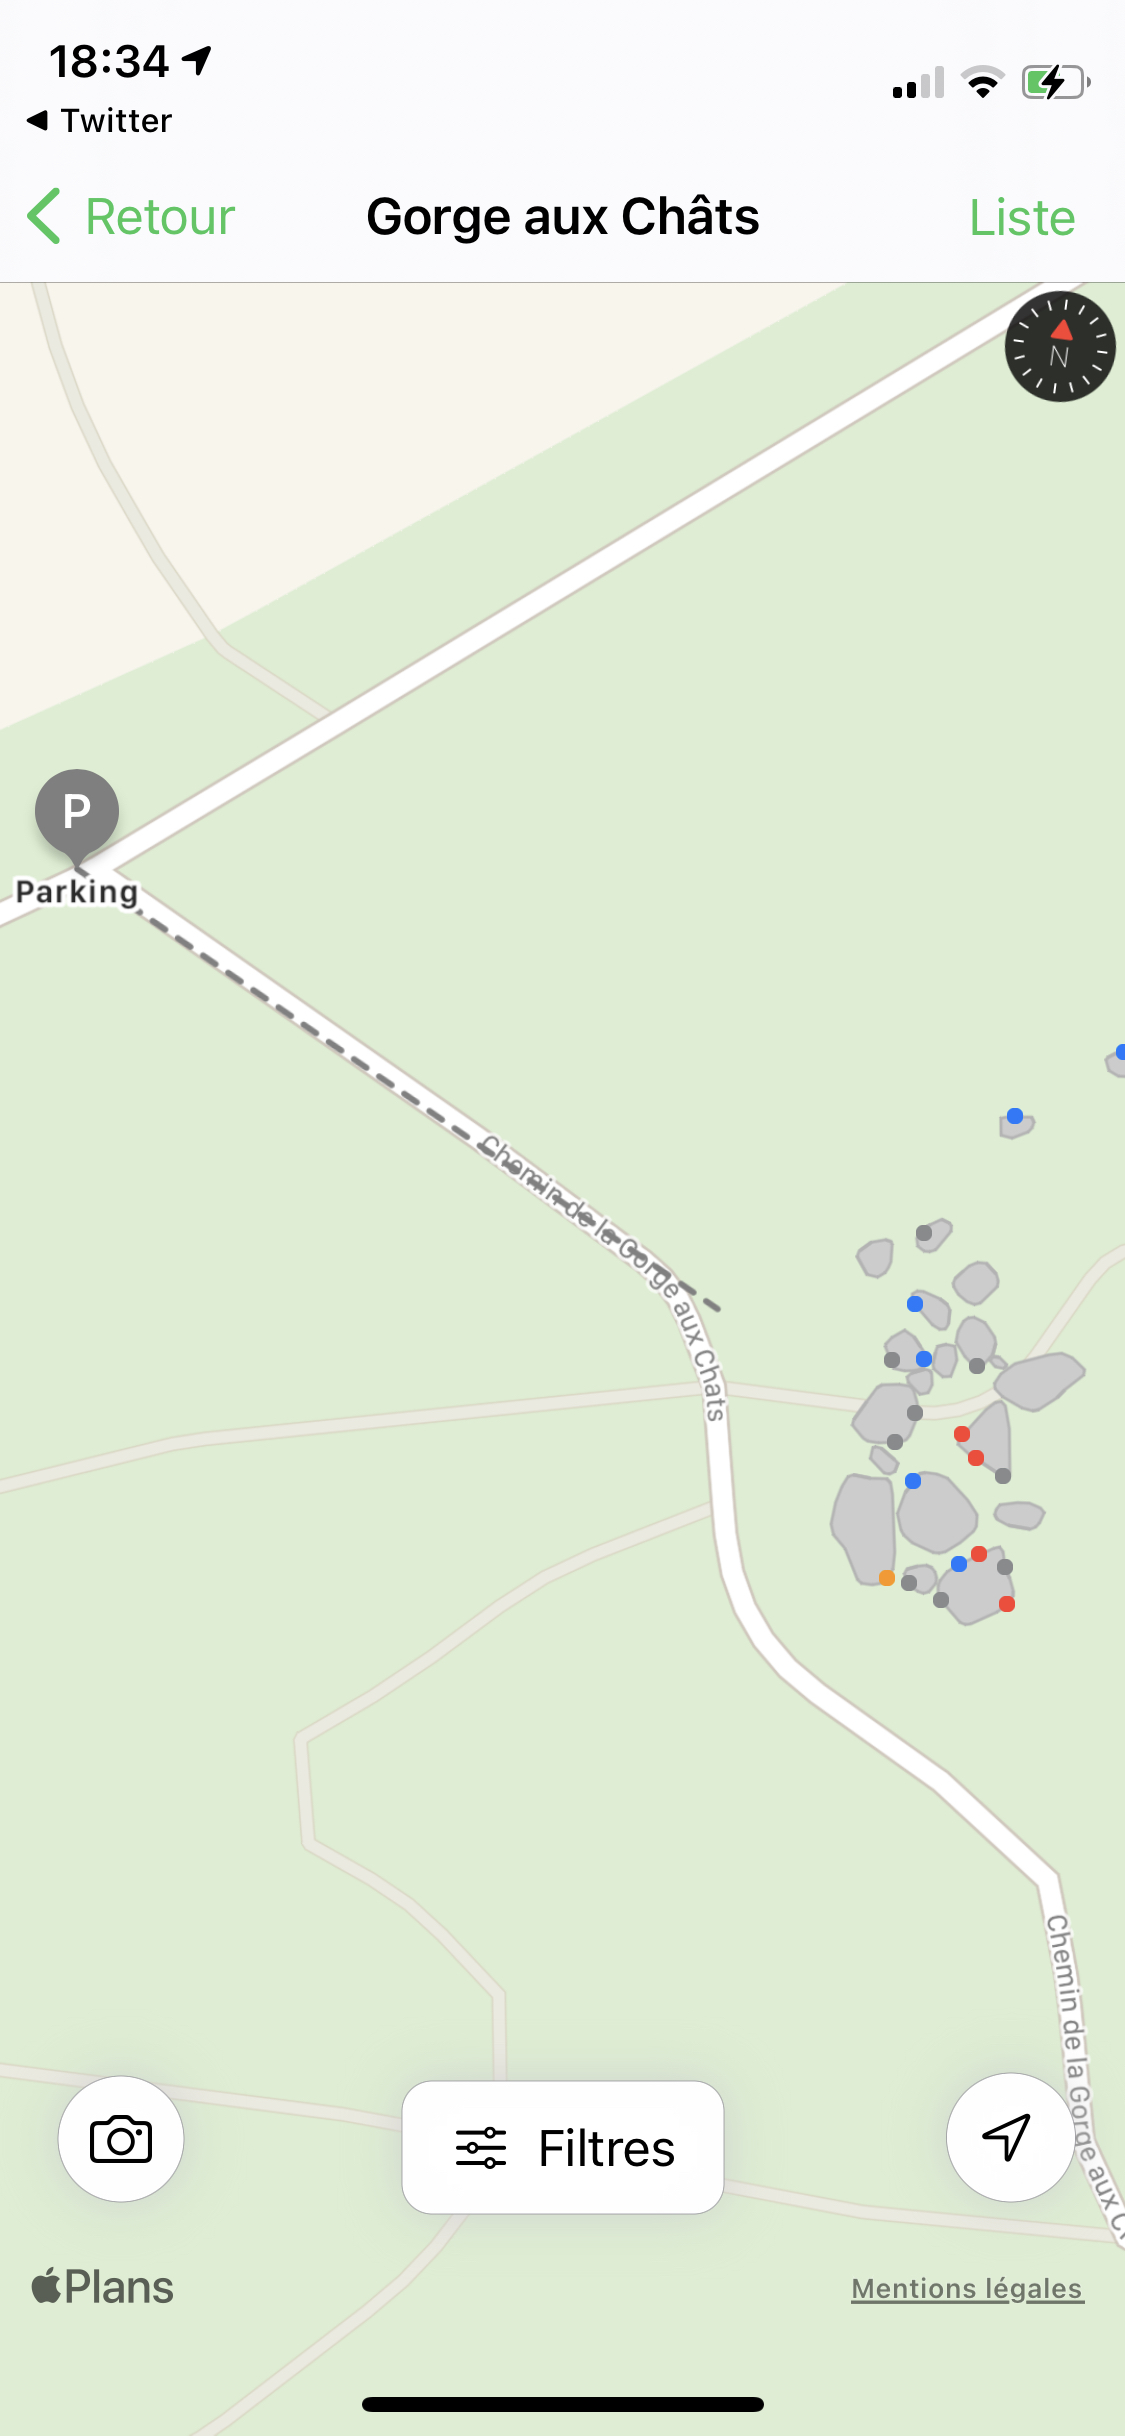 18:34
◀ Twitter
Retour
Gorge aux Châts
Liste
N
P
Parking
Chemin de la Gorge aux Chats
Chemin de la Gorge aux C
Filtres
Plans
Mentions légales